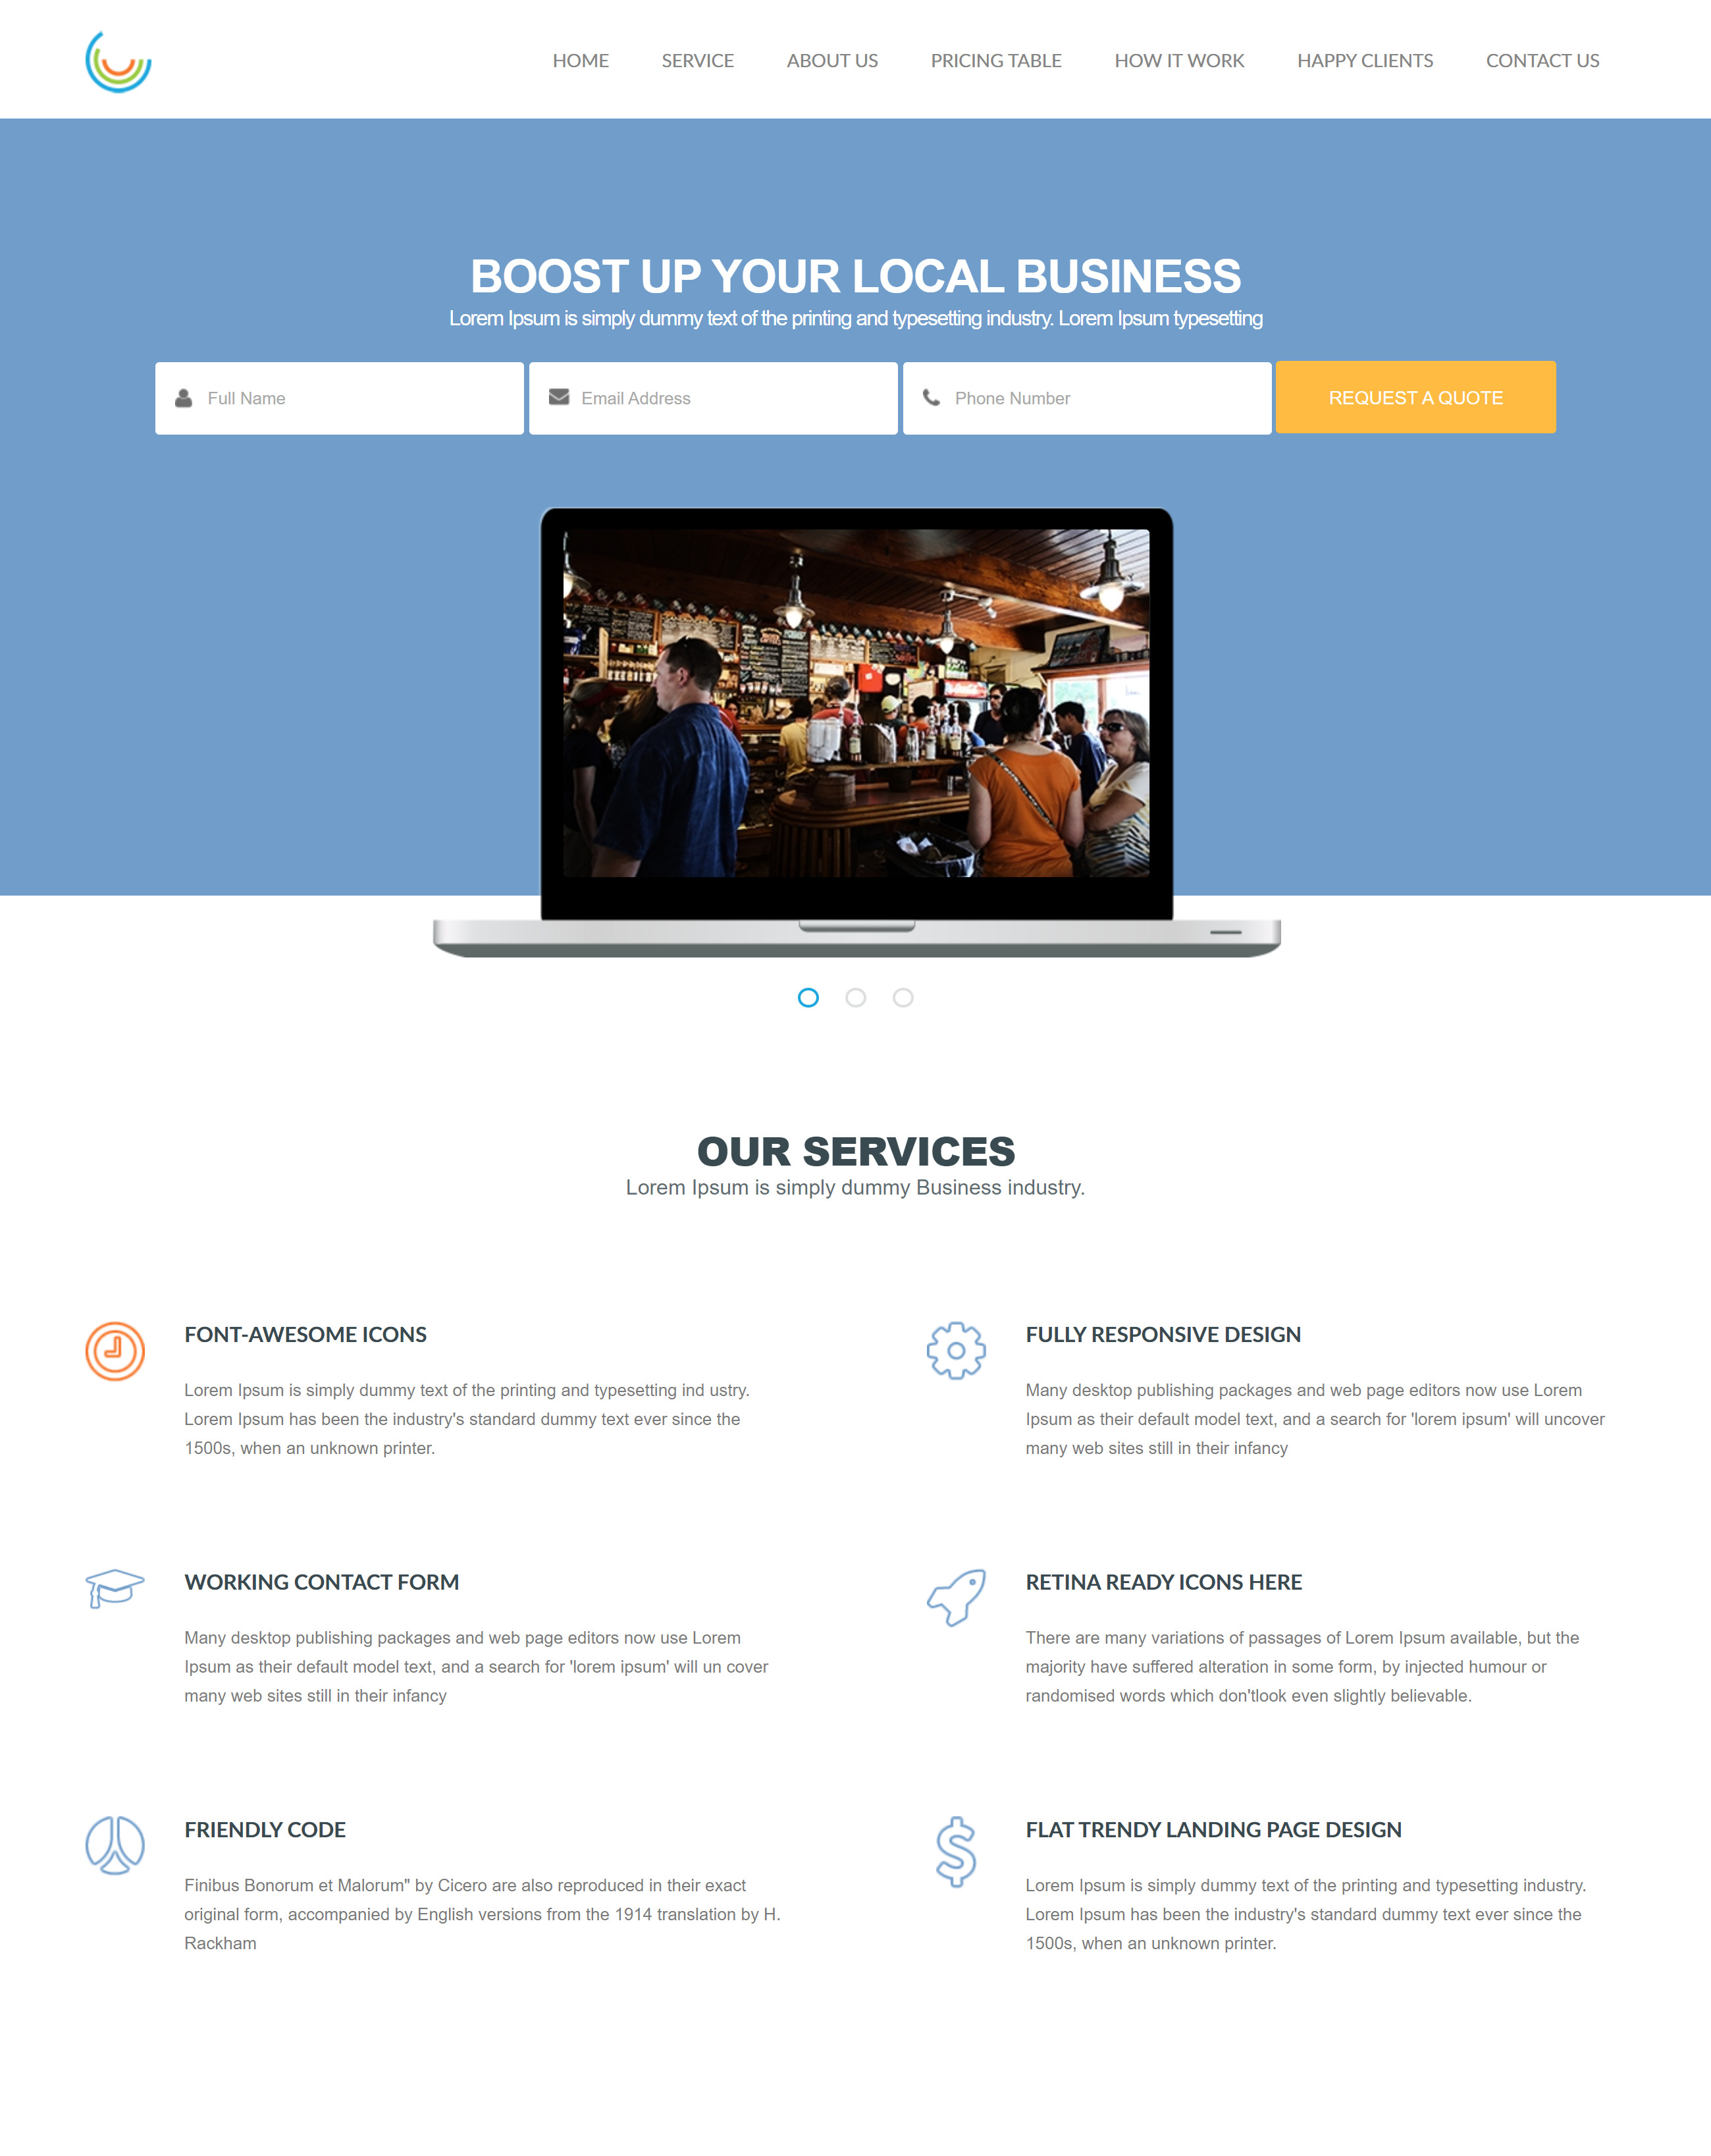 HOME SERVICE ABOUT US PRICING TABLE HOW IT WORK HAPPY CLIENTS CONTACT US
BOOST UP YOUR LOCAL BUSINESS
Lorem Ipsum is simply dummy text of the printing and typesetting industry. Lorem Ipsum typesetting
Full Name Email Address Phone Number REQUEST A QUOTE
OUR SERVICES
Lorem Ipsum is simply dummy Business industry.
FONT-AWESOME ICONS
Lorem Ipsum is simply dummy text of the printing and typesetting ind ustry.
Lorem Ipsum has been the industry's standard dummy text ever since the
1500s, when an unknown printer.
FULLY RESPONSIVE DESIGN
Many desktop publishing packages and web page editors now use Lorem
Ipsum as their default model text, and a search for 'lorem ipsum' will uncover
many web sites still in their infancy
WORKING CONTACT FORM
Many desktop publishing packages and web page editors now use Lorem
Ipsum as their default model text, and a search for 'lorem ipsum' will un cover
many web sites still in their infancy
RETINA READY ICONS HERE
There are many variations of passages of Lorem Ipsum available, but the
majority have suffered alteration in some form, by injected humour or
randomised words which don'tlook even slightly believable.
FRIENDLY CODE
Finibus Bonorum et Malorum" by Cicero are also reproduced in their exact
original form, accompanied by English versions from the 1914 translation by H.
Rackham
FLAT TRENDY LANDING PAGE DESIGN
Lorem Ipsum is simply dummy text of the printing and typesetting industry.
Lorem Ipsum has been the industry's standard dummy text ever since the
1500s, when an unknown printer.